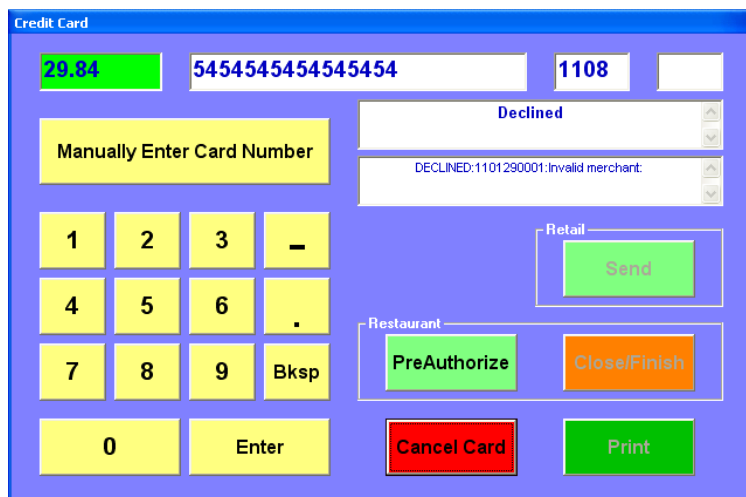 Credit Card
29.84
5454545454545454
1108
Declined
Manually Enter Card Number
DECLINED:1101290001:Invalid merchant:
Retail
Send
1 2 3 –
4 5 6 .
Restaurant
PreAuthorize Close/Finish
7 8 9 Bksp
0 Enter
Cancel Card Print